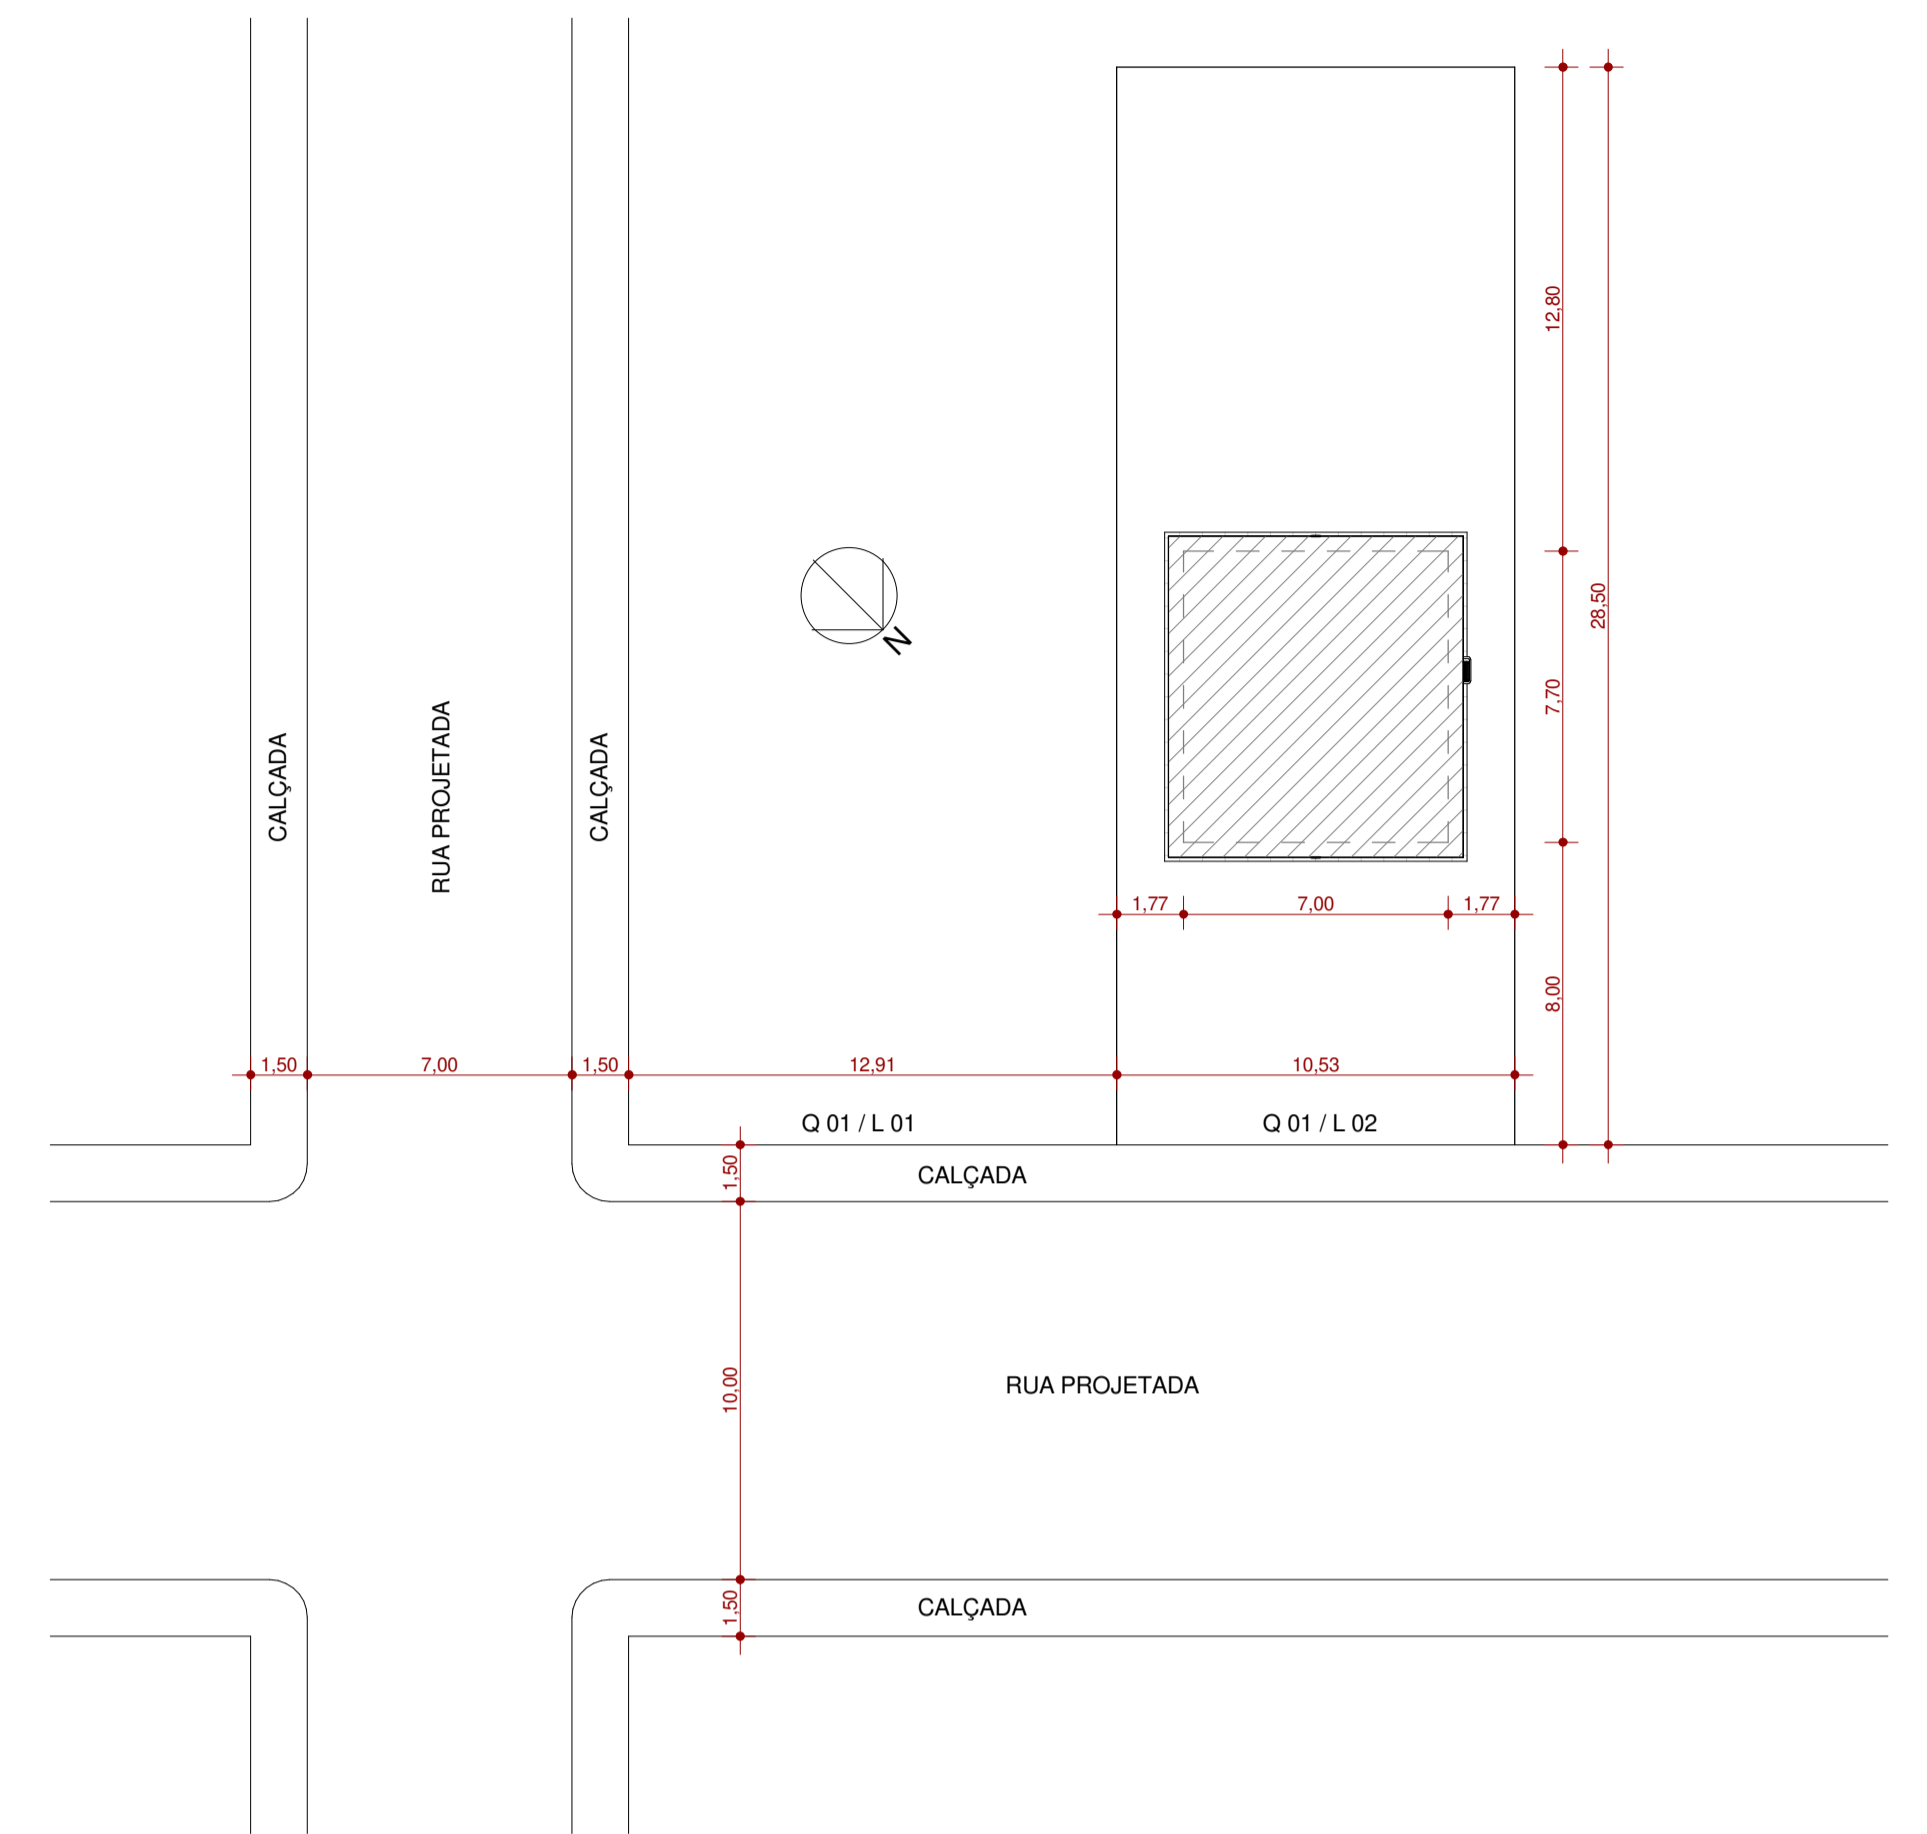 12,80
28,50
N
7,70
CALÇADA
RUA PROJETADA
CALÇADA
1,77
7,00
1,77
8,00
1,50
7,00
1,50
12,91
10,53
Q 01 / L 01
Q 01 / L 02
1,50
CALÇADA
10,00
RUA PROJETADA
1,50
CALÇADA